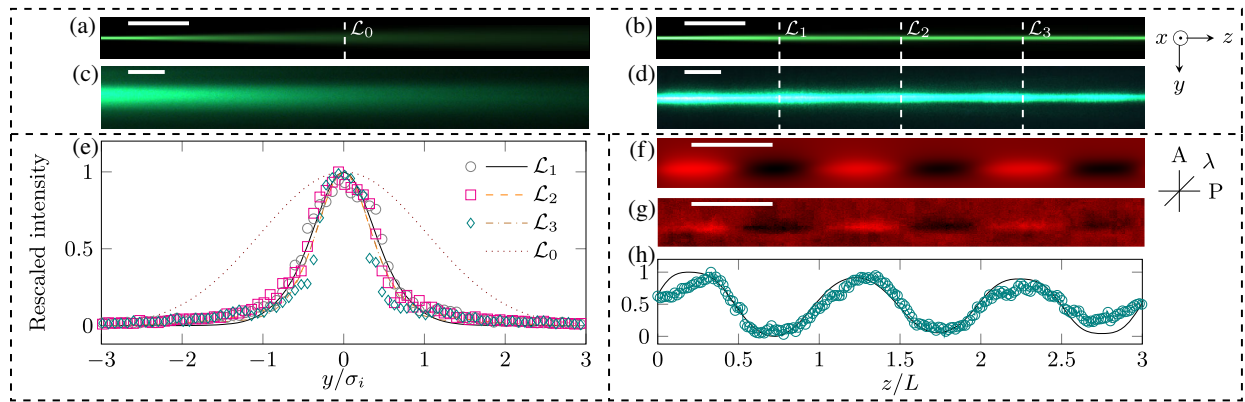 (a)
ℒ₀
(b)
ℒ₁
ℒ₂
ℒ₃
x
z
y
(c)
(d)
(e)
Rescaled intensity
1
0.5
0
ℒ₁
ℒ₂
ℒ₃
ℒ₀
−3 −2 −1 0 1 2 3
y/σᵢ
(f)
A
λ
P
(g)
(h)
1.0
0.5
0
0 0.5 1 1.5 2 2.5 3
z/L